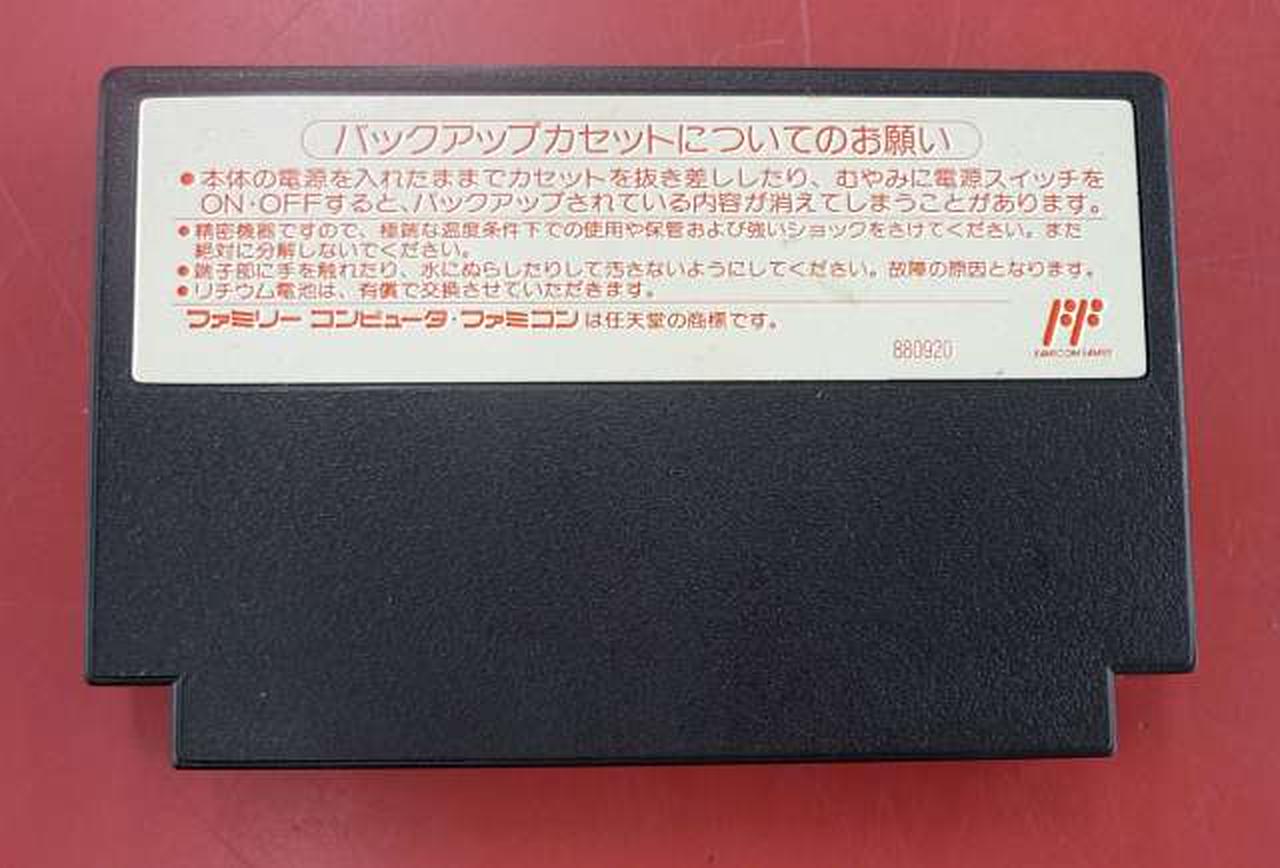 バックアップカセットについてのお願い
●本体の電源を入れたままでカセットを抜き差ししたり、むやみに電源スイッチを
ON・OFFすると、バックアップされている内容が消えてしまうことがあります。
●精密機器ですので、極端な温度条件下での使用や保管および強いショックをさけてください。また
絶対に分解しないでください。
●端子部に手を触れたり、水にぬらしたりして汚さないようにしてください。故障の原因となります。
●リチウム電池は、有償で交換させていただきます。
ファミリー コンピュータ・ファミコンは任天堂の商標です。
880920
FAMICOM FAMILY